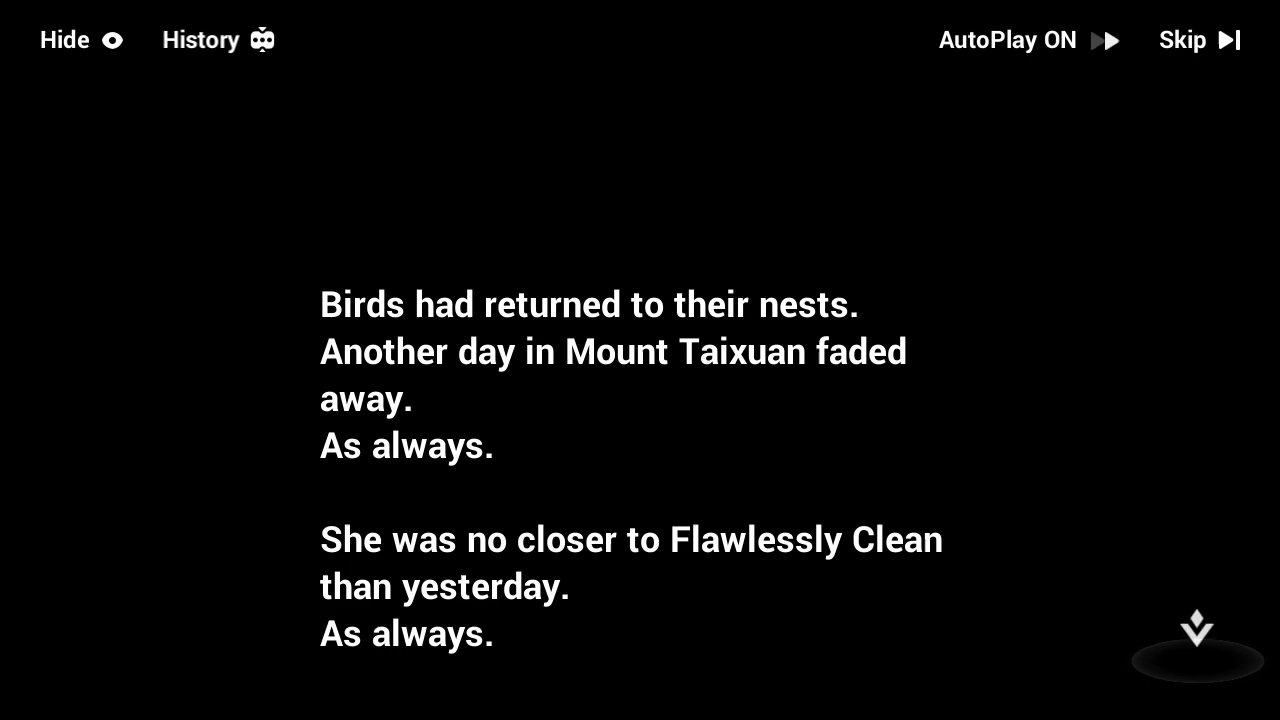 Hide
History
AutoPlay ON
Skip
Birds had returned to their nests.
Another day in Mount Taixuan faded
away.
As always.
She was no closer to Flawlessly Clean
than yesterday.
As always.